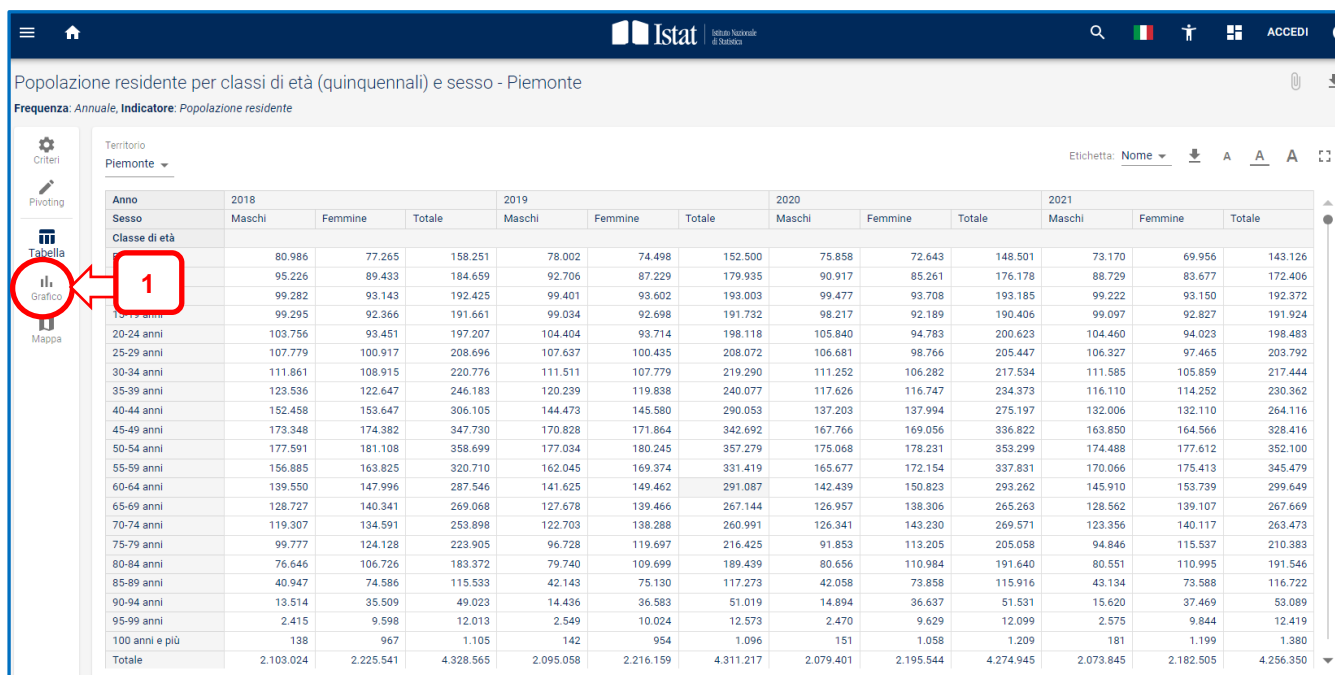 Istat Istituto Nazionale di Statistica ACCEDI
Popolazione residente per classi di età (quinquennali) e sesso - Piemonte
Frequenza: Annuale, Indicatore: Popolazione residente
Criteri
Pivoting
Tabella
Grafico
Mappa
1
Territorio
Piemonte
Etichetta: Nome A A A
Anno 2018 2019 2020 2021
Sesso Maschi Femmine Totale Maschi Femmine Totale Maschi Femmine Totale Maschi Femmine Totale
Classe di età
80.986 77.265 158.251 78.002 74.498 152.500 75.858 72.643 148.501 73.170 69.956 143.126
95.226 89.433 184.659 92.706 87.229 179.935 90.917 85.261 176.178 88.729 83.677 172.406
99.282 93.143 192.425 99.401 93.602 193.003 99.477 93.708 193.185 99.222 93.150 192.372
99.295 92.366 191.661 99.034 92.698 191.732 98.217 92.189 190.406 99.097 92.827 191.924
20-24 anni 103.756 93.451 197.207 104.404 93.714 198.118 105.840 94.783 200.623 104.460 94.023 198.483
25-29 anni 107.779 100.917 208.696 107.637 100.435 208.072 106.681 98.766 205.447 106.327 97.465 203.792
30-34 anni 111.861 108.915 220.776 111.511 107.779 219.290 111.252 106.282 217.534 111.585 105.859 217.444
35-39 anni 123.536 122.647 246.183 120.239 119.838 240.077 117.626 116.747 234.373 116.110 114.252 230.362
40-44 anni 152.458 153.647 306.105 144.473 145.580 290.053 137.203 137.994 275.197 132.006 132.110 264.116
45-49 anni 173.348 174.382 347.730 170.828 171.864 342.692 167.766 169.056 336.822 163.850 164.566 328.416
50-54 anni 177.591 181.108 358.699 177.034 180.245 357.279 175.068 178.231 353.299 174.488 177.612 352.100
55-59 anni 156.885 163.825 320.710 162.045 169.374 331.419 165.677 172.154 337.831 170.066 175.413 345.479
60-64 anni 139.550 147.996 287.546 141.625 149.462 291.087 142.439 150.823 293.262 145.910 153.739 299.649
65-69 anni 128.727 140.341 269.068 127.678 139.466 267.144 126.957 138.306 265.263 128.562 139.107 267.669
70-74 anni 119.307 134.591 253.898 122.703 138.288 260.991 126.341 143.230 269.571 123.356 140.117 263.473
75-79 anni 99.777 124.128 223.905 96.728 119.697 216.425 91.853 113.205 205.058 94.846 115.537 210.383
80-84 anni 76.646 106.726 183.372 79.740 109.699 189.439 80.656 110.984 191.640 80.551 110.995 191.546
85-89 anni 40.947 74.586 115.533 42.143 75.130 117.273 42.058 73.858 115.916 43.134 73.588 116.722
90-94 anni 13.514 35.509 49.023 14.436 36.583 51.019 14.894 36.637 51.531 15.620 37.469 53.089
95-99 anni 2.415 9.598 12.013 2.549 10.024 12.573 2.470 9.629 12.099 2.575 9.844 12.419
100 anni e più 138 967 1.105 142 954 1.096 151 1.058 1.209 181 1.199 1.380
Totale 2.103.024 2.225.541 4.328.565 2.095.058 2.216.159 4.311.217 2.079.401 2.195.544 4.274.945 2.073.845 2.182.505 4.256.350